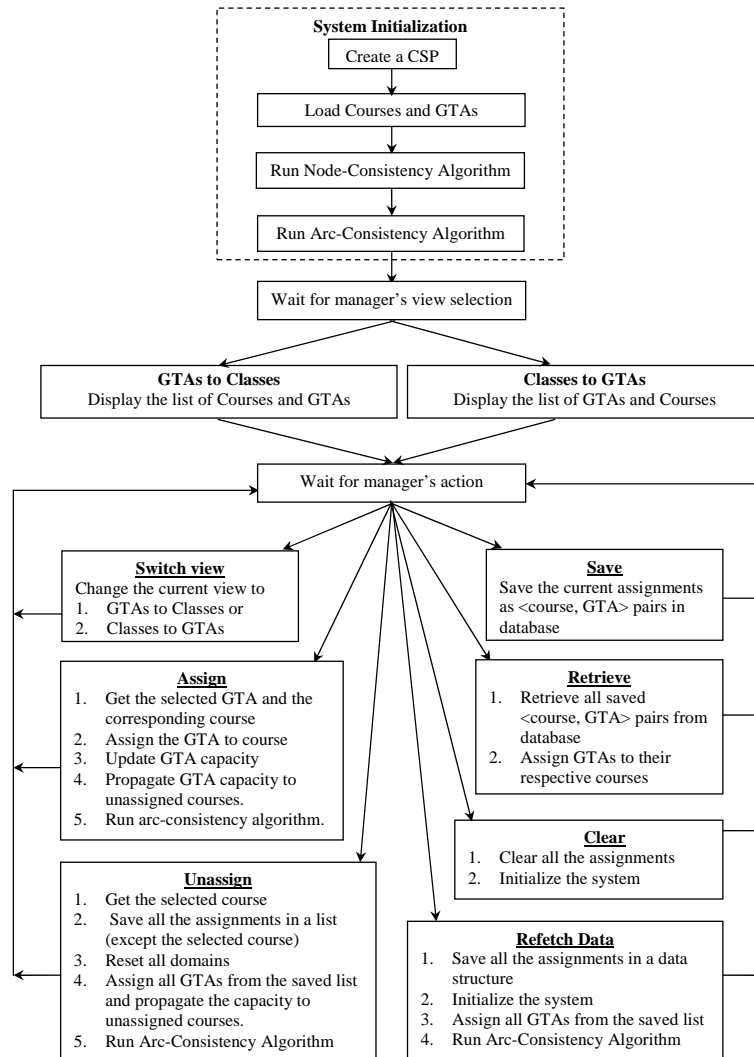 System Initialization
Create a CSP
Load Courses and GTAs
Run Node-Consistency Algorithm
Run Arc-Consistency Algorithm
Wait for manager's view selection
GTAs to Classes
Display the list of Courses and GTAs
Classes to GTAs
Display the list of GTAs and Courses
Wait for manager's action
Switch view
Change the current view to
1. GTAs to Classes or
2. Classes to GTAs
Save
Save the current assignments
as <course, GTA> pairs in
database
Assign
1. Get the selected GTA and the
corresponding course
2. Assign the GTA to course
3. Update GTA capacity
4. Propagate GTA capacity to
unassigned courses.
5. Run arc-consistency algorithm.
Retrieve
1. Retrieve all saved
<course, GTA> pairs from
database
2. Assign GTAs to their
respective courses
Clear
1. Clear all the assignments
2. Initialize the system
Unassign
1. Get the selected course
2. Save all the assignments in a list
(except the selected course)
3. Reset all domains
4. Assign all GTAs from the saved list
and propagate the capacity to
unassigned courses.
5. Run Arc-Consistency Algorithm
Refetch Data
1. Save all the assignments in a data
structure
2. Initialize the system
3. Assign all GTAs from the saved list
4. Run Arc-Consistency Algorithm